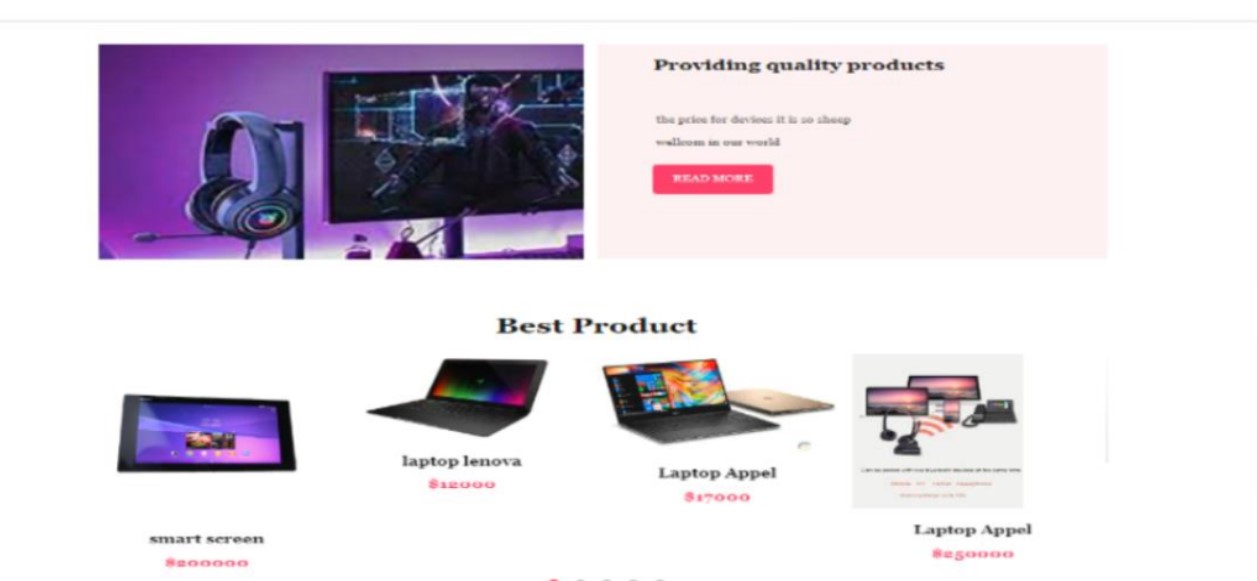 Providing quality products
the price for devices it is so sheep
wellcom in our world
READ MORE
Best Product
laptop lenova
$12000
Laptop Appel
$17000
smart screen
$200000
Laptop Appel
$250000